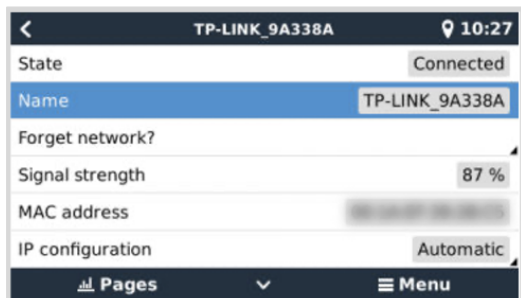 TP-LINK_9A338A 10:27
State Connected
Name TP-LINK_9A338A
Forget network?
Signal strength 87 %
MAC address
IP configuration Automatic
Pages Menu